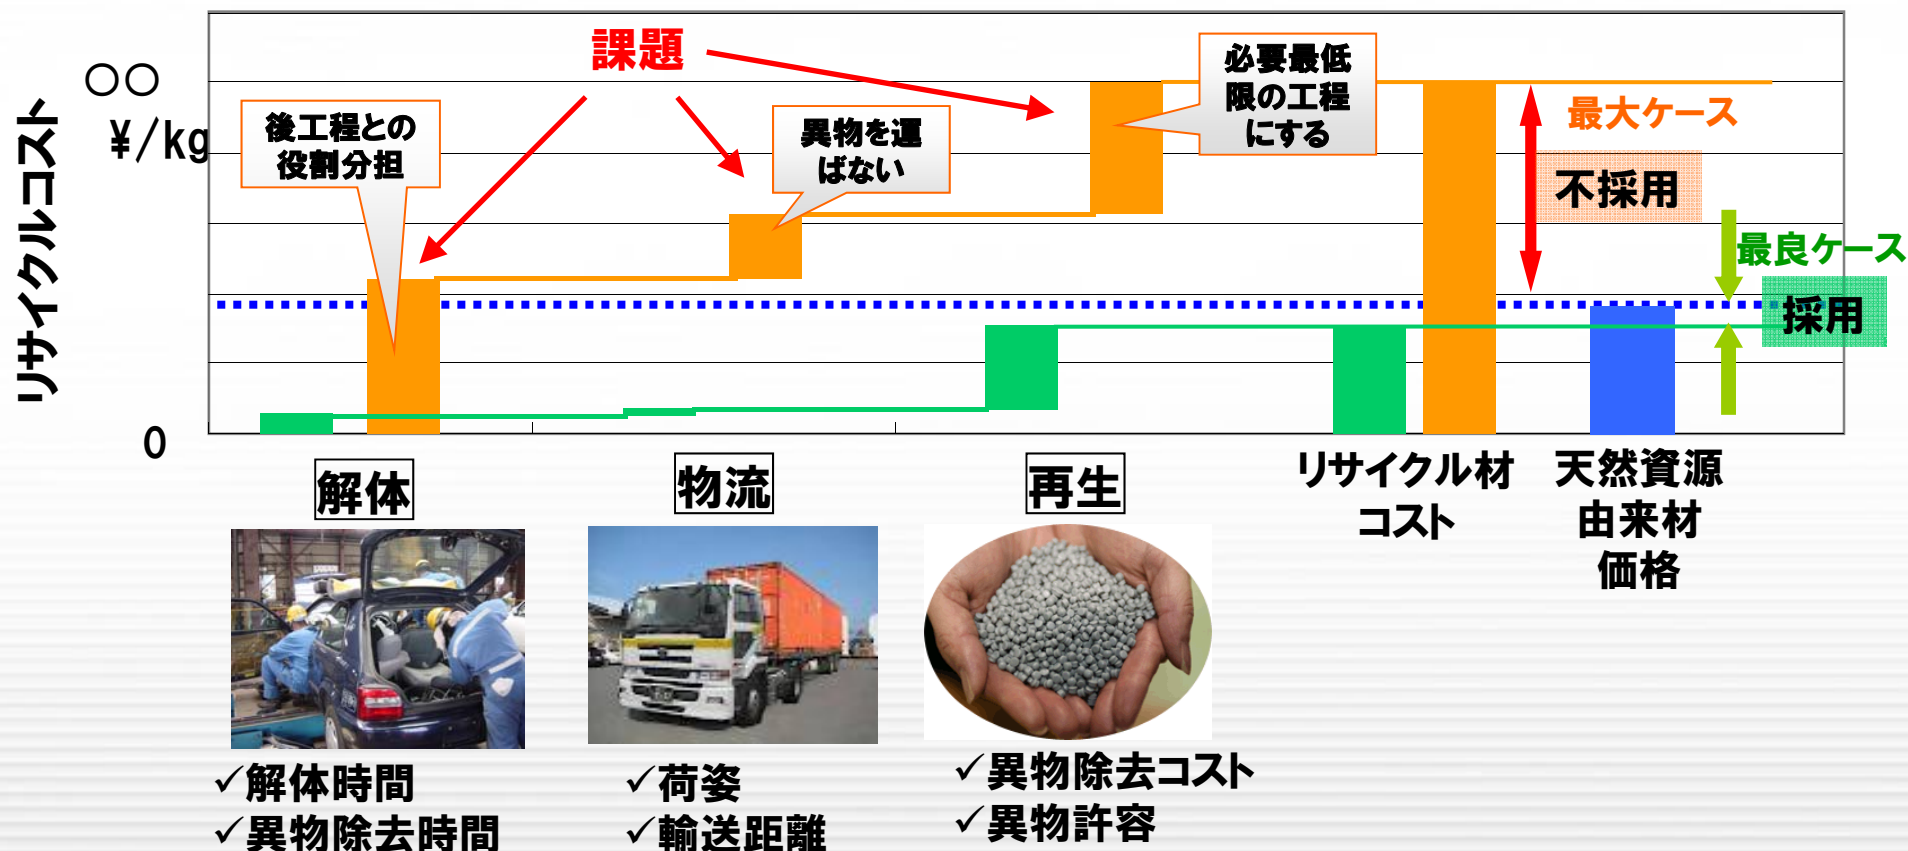 リサイクルコスト
○○
¥/kg
0
課題
後工程との
役割分担
異物を運
ばない
必要最低
限の工程
にする
最大ケース
不採用
最良ケース
採用
解体
物流
再生
リサイクル材
コスト
天然資源
由来材
価格
✓解体時間
✓異物除去時間
✓荷姿
✓輸送距離
✓異物除去コスト
✓異物許容